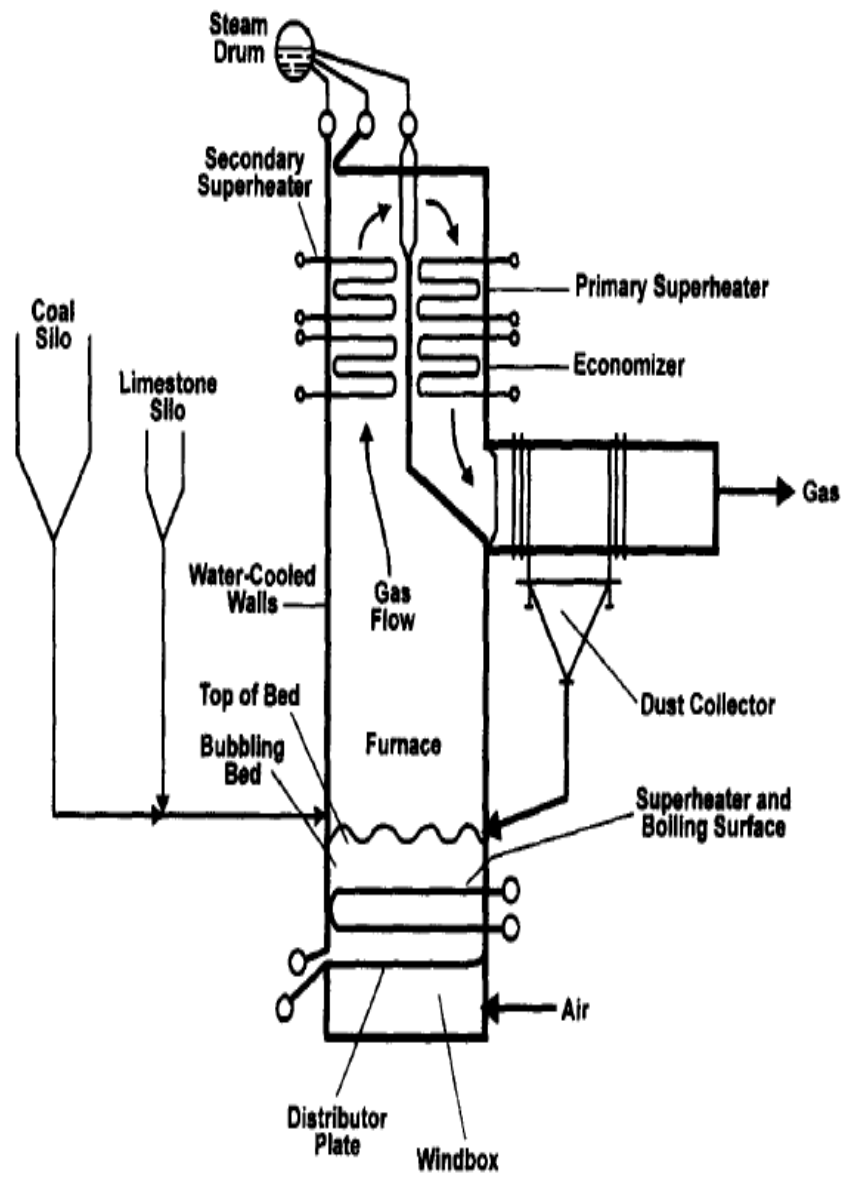 Steam
Drum
Secondary
Superheater
Primary Superheater
Coal
Silo
Economizer
Limestone
Silo
Gas
Water-Cooled
Walls
Gas
Flow
Top of Bed
Dust Collector
Bubbling
Bed
Furnace
Superheater and
Boiling Surface
Air
Distributor
Plate
Windbox